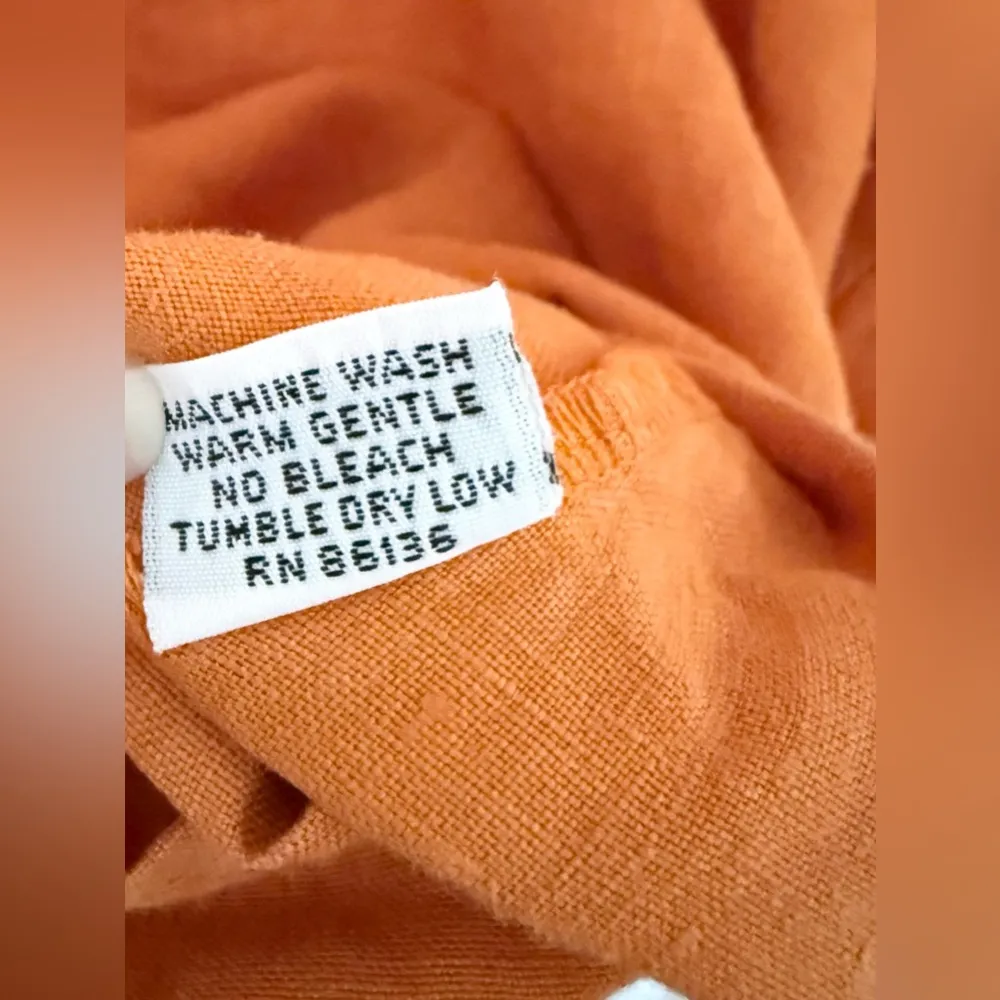 MACHINE WASH
WARM GENTLE
NO BLEACH
TUMBLE DRY LOW
RN 86136